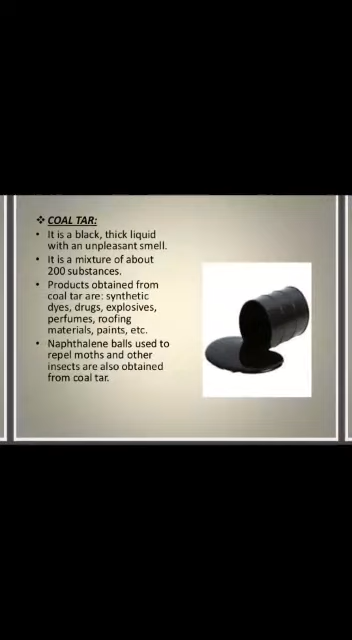 ❖ COAL TAR:
• It is a black, thick liquid
with an unpleasant smell.
• It is a mixture of about
200 substances.
• Products obtained from
coal tar are: synthetic
dyes, drugs, explosives,
perfumes, roofing
materials, paints, etc.
• Naphthalene balls used to
repel moths and other
insects are also obtained
from coal tar.